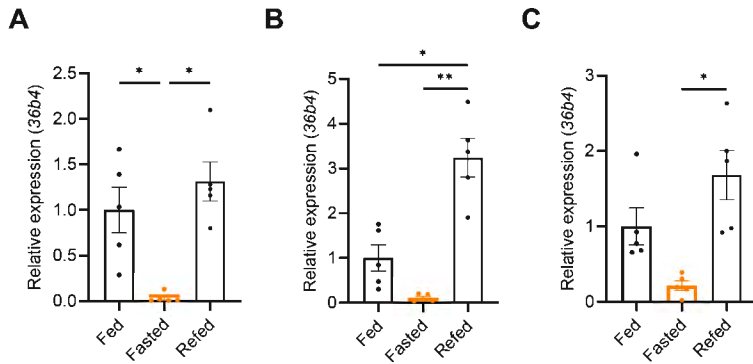 A
Relative expression (36b4)
2.5
2.0
1.5
1.0
0.5
0.0
* *
Fed
Fasted
Refed
B
Relative expression (36b4)
5
4
3
2
1
0
*
**
Fed
Fasted
Refed
C
Relative expression (36b4)
3
2
1
0
*
Fed
Fasted
Refed